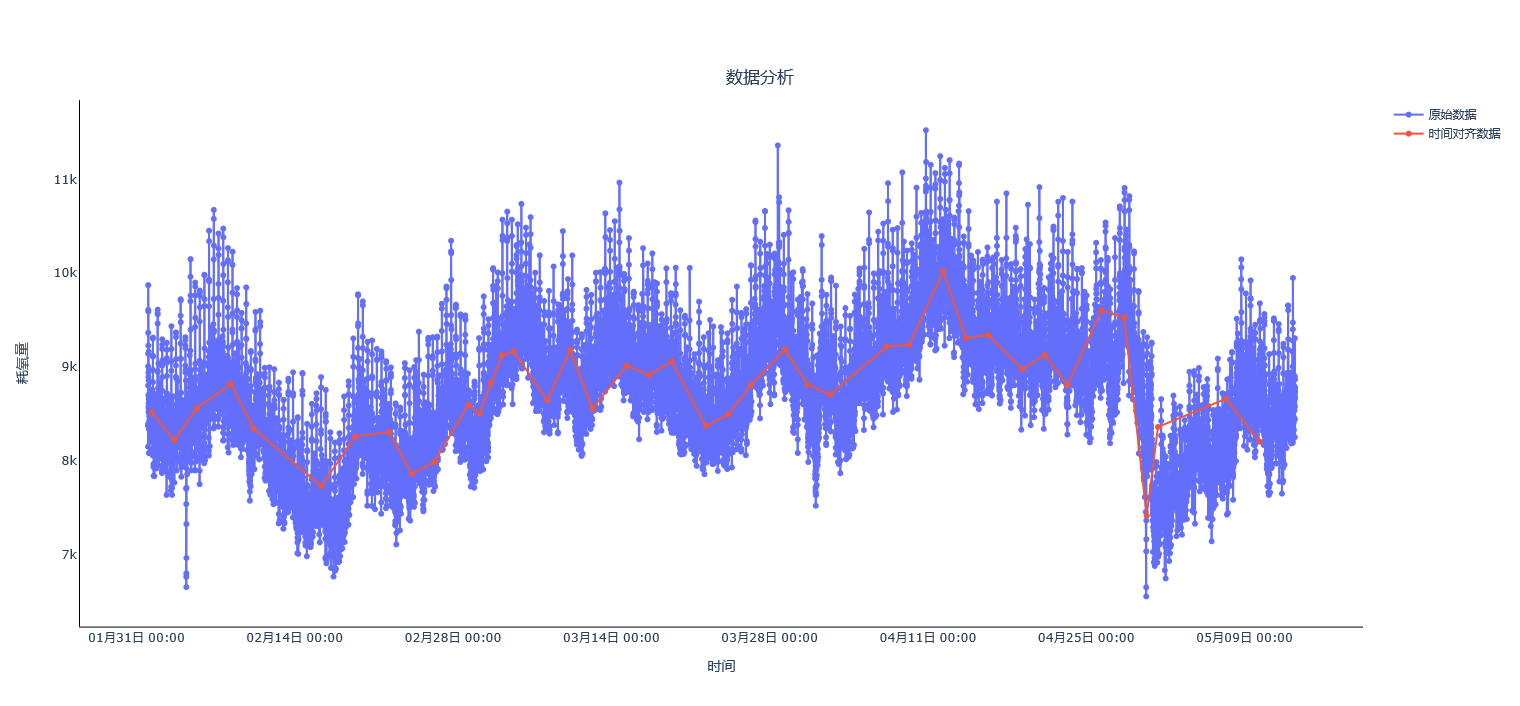 数据分析
原始数据
时间对齐数据
耗氧量
11k
10k
9k
8k
7k
01月31日 00:00
02月14日 00:00
02月28日 00:00
03月14日 00:00
03月28日 00:00
04月11日 00:00
04月25日 00:00
05月09日 00:00
时间